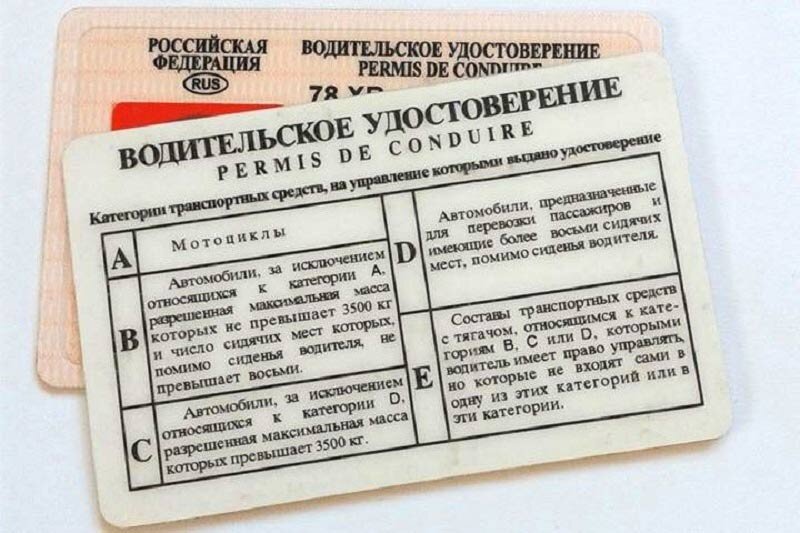 РОССИЙСКАЯ
ФЕДЕРАЦИЯ
RUS
ВОДИТЕЛЬСКОЕ УДОСТОВЕРЕНИЕ
PERMIS DE CONDUIRE
78
ВОДИТЕЛЬСКОЕ УДОСТОВЕРЕНИЕ
PERMIS DE CONDUIRE
Категории транспортных средств, на управление которыми выдано удостоверение
A
Мотоциклы
B
Автомобили, за исключением
относящихся к категории A,
разрешенная максимальная масса
которых не превышает 3500 кг
и число сидячих мест которых,
помимо сиденья водителя, не
превышает восьми.
C
Автомобили, за исключением
относящихся к категории D,
разрешенная максимальная масса
которых превышает 3500 кг.
D
Автомобили, предназначенные
для перевозки пассажиров и
имеющие более восьми сидячих
мест, помимо сиденья водителя.
E
Составы транспортных средств
с тягачом, относящимся к кате-
гориям B, C или D, которыми
водитель имеет право управлять,
но которые не входят сами в
одну из этих категорий или в
эти категории.